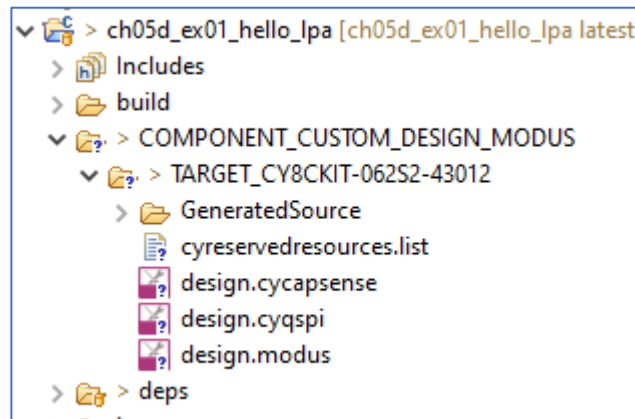 > ch05d_ex01_hello_lpa [ch05d_ex01_hello_lpa latest
Includes
build
> COMPONENT_CUSTOM_DESIGN_MODUS
> TARGET_CY8CKIT-062S2-43012
GeneratedSource
cyreservedresources.list
design.cycapsense
design.cyqspi
design.modus
> deps